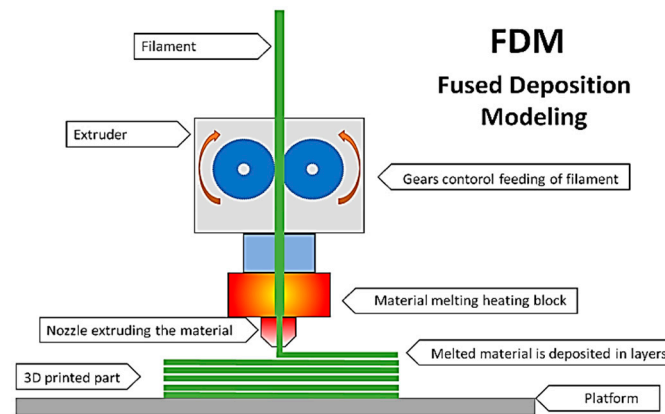 FDM
Fused Deposition
Modeling
Filament
Extruder
Gears contorol feeding of filament
Material melting heating block
Nozzle extruding the material
Melted material is deposited in layers
3D printed part
Platform